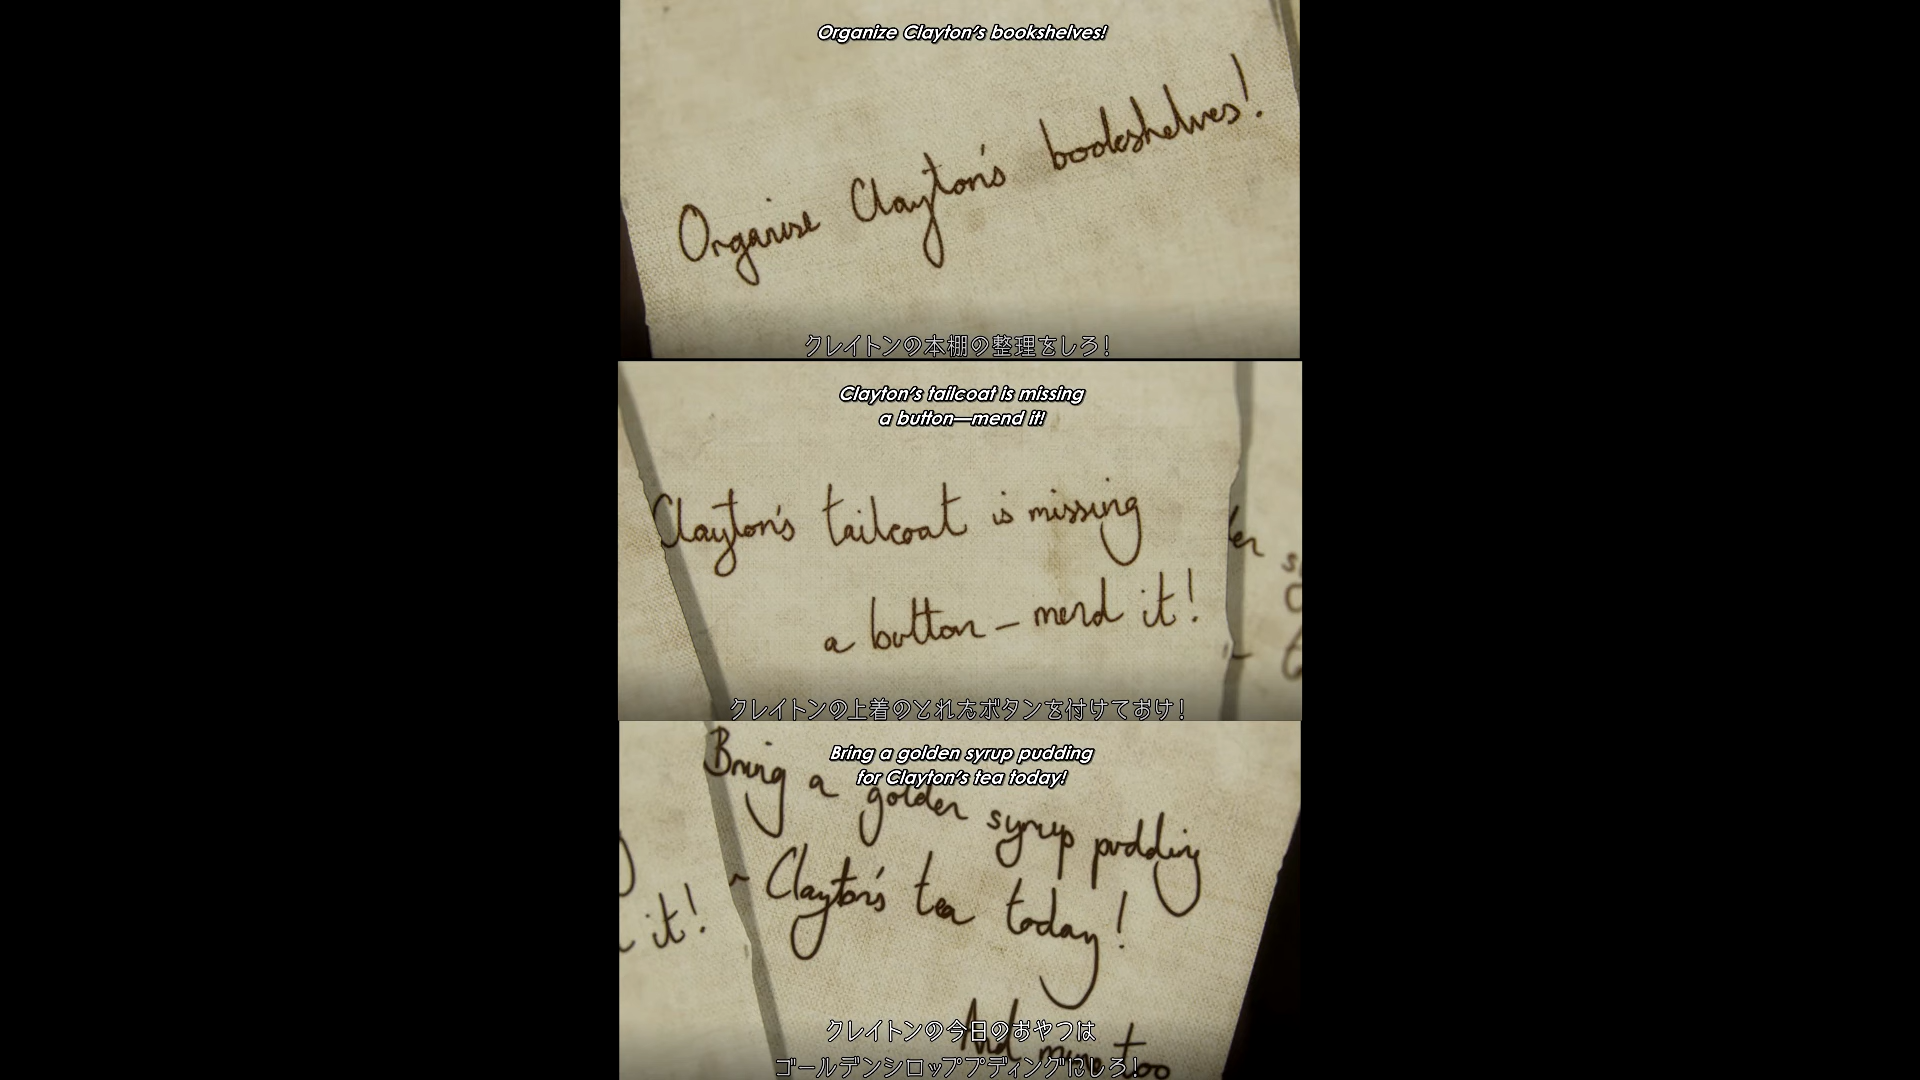 Organize Clayton's bookshelves!
Organise Clayton's bookshelves!
クレイトンの本棚の整理をしろ!
Clayton's tailcoat is missing
a button—mend it!
Clayton's tailcoat is missing
a button – mend it!
クレイトンの上着のとれたボタンを付けておけ!
Bring a golden syrup pudding
for Clayton's tea today!
Bring a golden syrup pudding
Clayton's tea today!
it!
And mine too
クレイトンの今日のおやつは
ゴールデンシロッププディングにしろ!